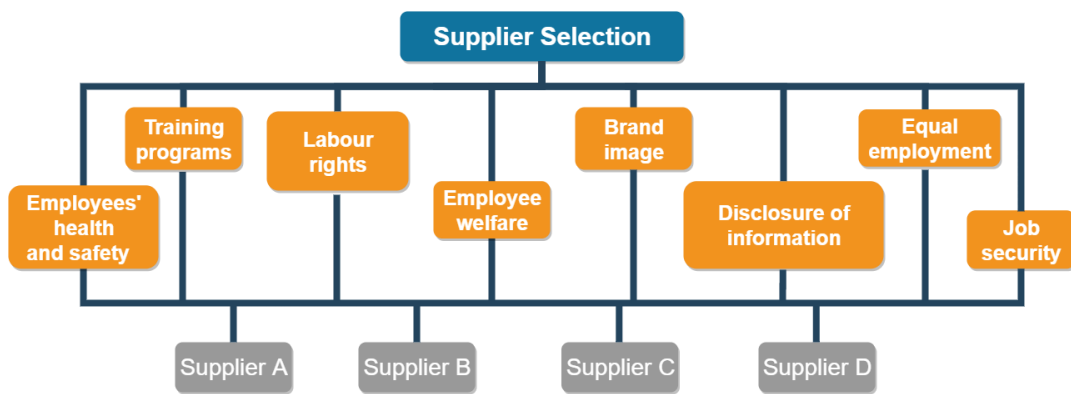 Supplier Selection
Training
programs
Labour
rights
Brand
image
Equal
employment
Employees'
health
and safety
Employee
welfare
Disclosure of
information
Job
security
Supplier A
Supplier B
Supplier C
Supplier D